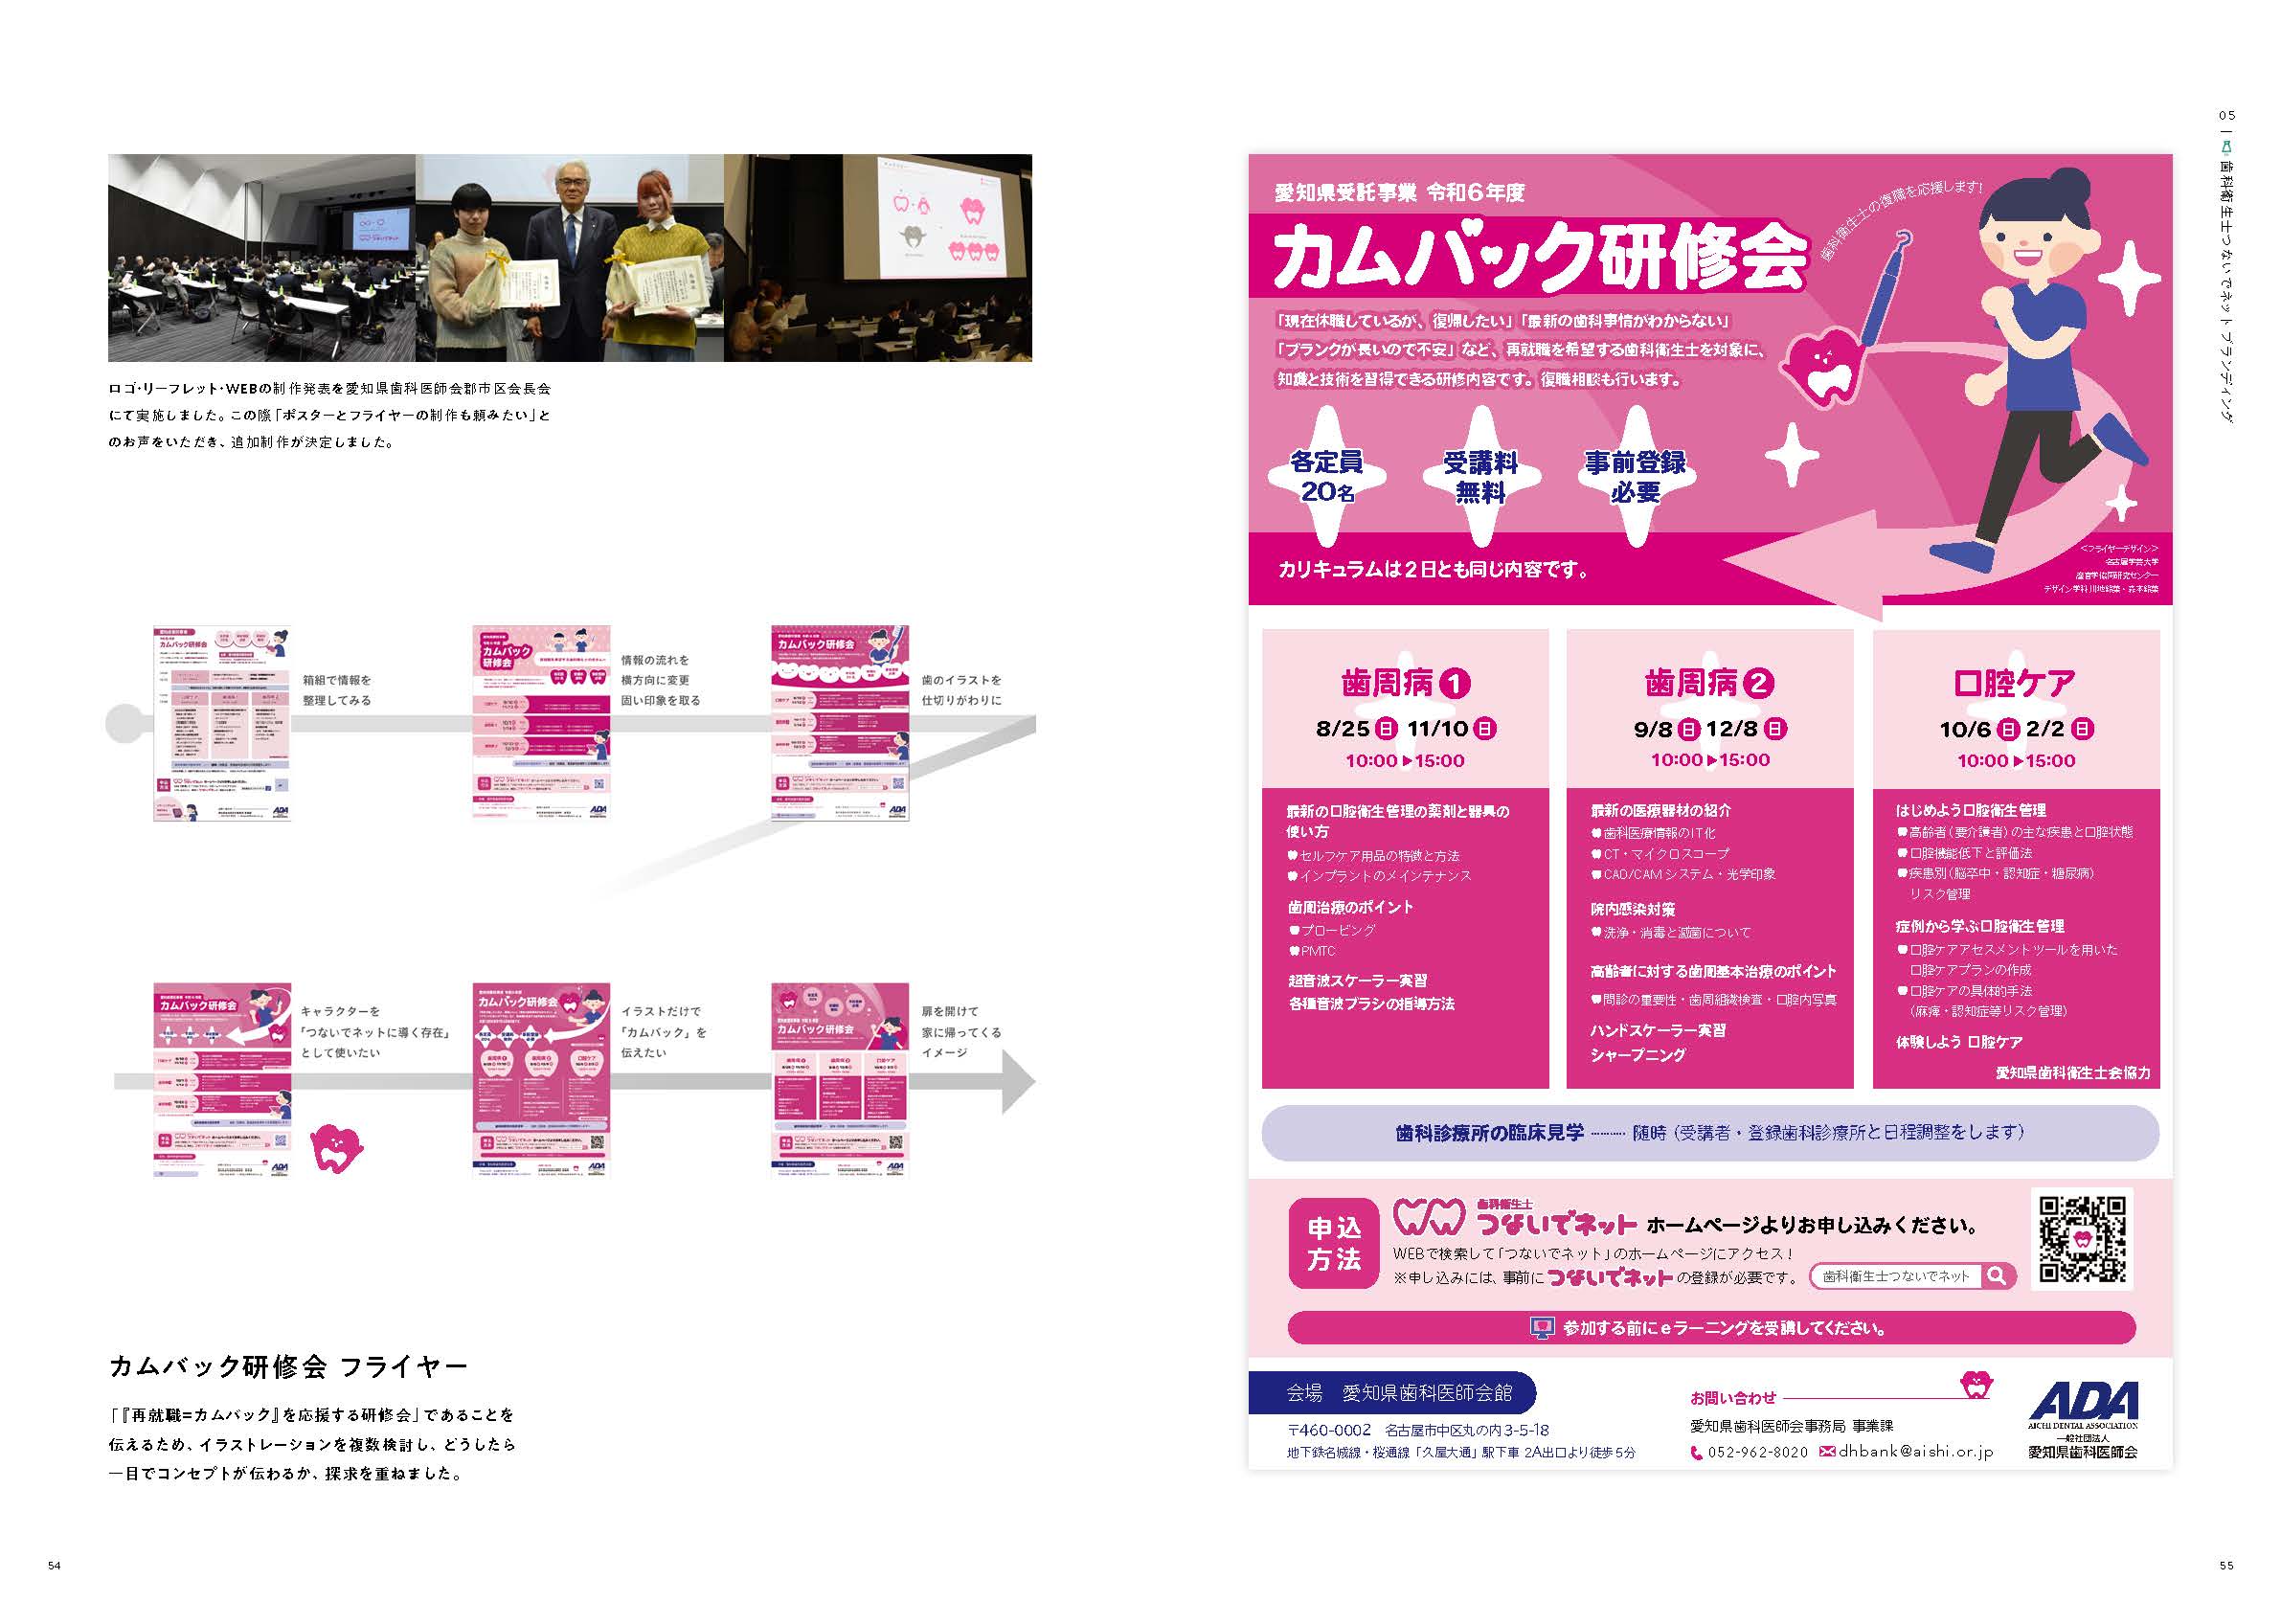 ロゴ・リーフレット・WEBの制作発表を愛知県歯科医師会郡市区会長会
にて実施しました。この際「ポスターとフライヤーの制作も頼みたい」と
のお声をいただき、追加制作が決定しました。
箱組で情報を
整理してみる
情報の流れを
横方向に変更
固い印象を取る
歯のイラストを
仕切りがわりに
キャラクターを
「つないでネットに導く存在」
として使いたい
イラストだけで
「カムバック」を
伝えたい
扉を開けて
家に帰ってくる
イメージ
カムバック研修会 フライヤー
「『再就職=カムバック』を応援する研修会」であることを
伝えるため、イラストレーションを複数検討し、どうしたら
一目でコンセプトが伝わるか、探求を重ねました。
54
05 | 歯科衛生士つないでネット ブランディング
愛知県受託事業 令和6年度
カムバック研修会
歯科衛生士の復職を応援します!
「現在休職しているが、復帰したい」「最新の歯科事情がわからない」
「ブランクが長いので不安」など、再就職を希望する歯科衛生士を対象に、
知識と技術を習得できる研修内容です。復職相談も行います。
各定員
20名
受講料
無料
事前登録
必要
カリキュラムは2日とも同じ内容です。
<フライヤーデザイン>
名古屋学芸大学
産官学協同研究センター
歯周病1
8/25日 11/10日
10:00▶15:00
最新の口腔衛生管理の薬剤と器具の
使い方
セルフケア用品の特徴と方法
インプラントのメインテナンス
歯周治療のポイント
プロービング
PMTC
超音波スケーラー実習
各種音波ブラシの指導方法
歯周病2
9/8日 12/8日
10:00▶15:00
最新の医療器材の紹介
歯科医療情報のIT化
CT・マイクロスコープ
CAD/CAMシステム・光学印象
院内感染対策
洗浄・消毒と滅菌について
高齢者に対する歯周基本治療のポイント
問診の重要性・歯周組織検査・口腔内写真
ハンドスケーラー実習
シャープニング
口腔ケア
10/6日 2/2日
10:00▶15:00
はじめよう口腔衛生管理
高齢者(要介護者)の主な疾患と口腔状態
口腔機能低下と評価法
疾患別(脳卒中・認知症・糖尿病)
リスク管理
症例から学ぶ口腔衛生管理
口腔ケアアセスメントツールを用いた
口腔ケアプランの作成
口腔ケアの具体的手法
(麻痺・認知症等リスク管理)
体験しよう 口腔ケア
愛知県歯科衛生士会協力
歯科診療所の臨床見学 ……… 随時(受講者・登録歯科診療所と日程調整をします)
申込
方法
歯科衛生士
つないでネット ホームページよりお申し込みください。
WEBで検索して「つないでネット」のホームページにアクセス!
※申し込みには、事前につないでネットの登録が必要です。
歯科衛生士つないでネット
参加する前にeラーニングを受講してください。
会場 愛知県歯科医師会館
〒460-0002 名古屋市中区丸の内3-5-18
地下鉄名城線・桜通線「久屋大通」駅下車 2A出口より徒歩5分
お問い合わせ
愛知県歯科医師会事務局 事業課
052-962-8020 dhbank@aishi.or.jp
ADA
AICHI DENTAL ASSOCIATION
一般社団法人
愛知県歯科医師会
55